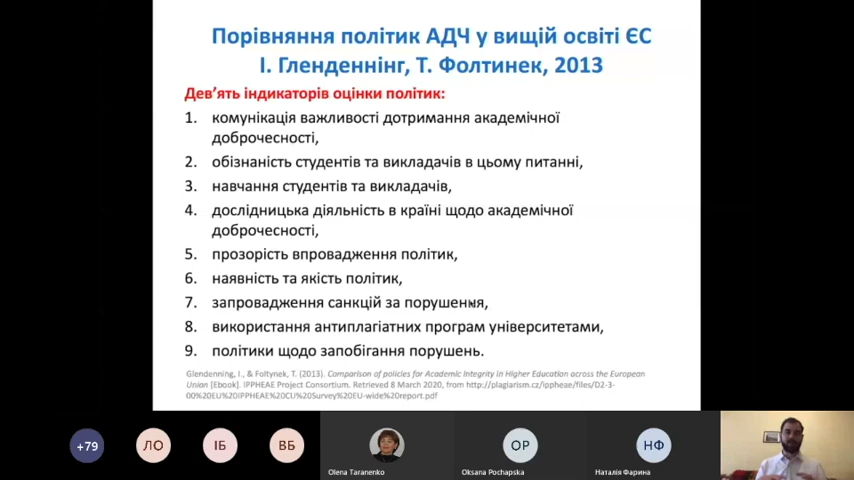 Порівняння політик АДЧ у вищій освіті ЄС
І. Гленденнінг, Т. Фолтинек, 2013
Дев’ять індикаторів оцінки політик:
1. комунікація важливості дотримання академічної
доброчесності,
2. обізнаність студентів та викладачів в цьому питанні,
3. навчання студентів та викладачів,
4. дослідницька діяльність в країні щодо академічної
доброчесності,
5. прозорість впровадження політик,
6. наявність та якість політик,
7. запровадження санкцій за порушення,
8. використання антиплагіатних програм університетами,
9. політики щодо запобігання порушень.
Glendenning, I., & Foltynek, T. (2013). Comparison of policies for Academic Integrity in Higher Education across the European
Union [Ebook]. IPPHEAE Project Consortium. Retrieved 8 March 2020, from http://plagiarism.cz/ippheae/files/D2-3-
00%20EU%20IPPHEAE%20CU%20Survey%20EU-wide%20report.pdf
+79
ЛО
ІБ
ВБ
ОР
НФ
Olena Taranenko
Oksana Pochapska
Наталія Фарина